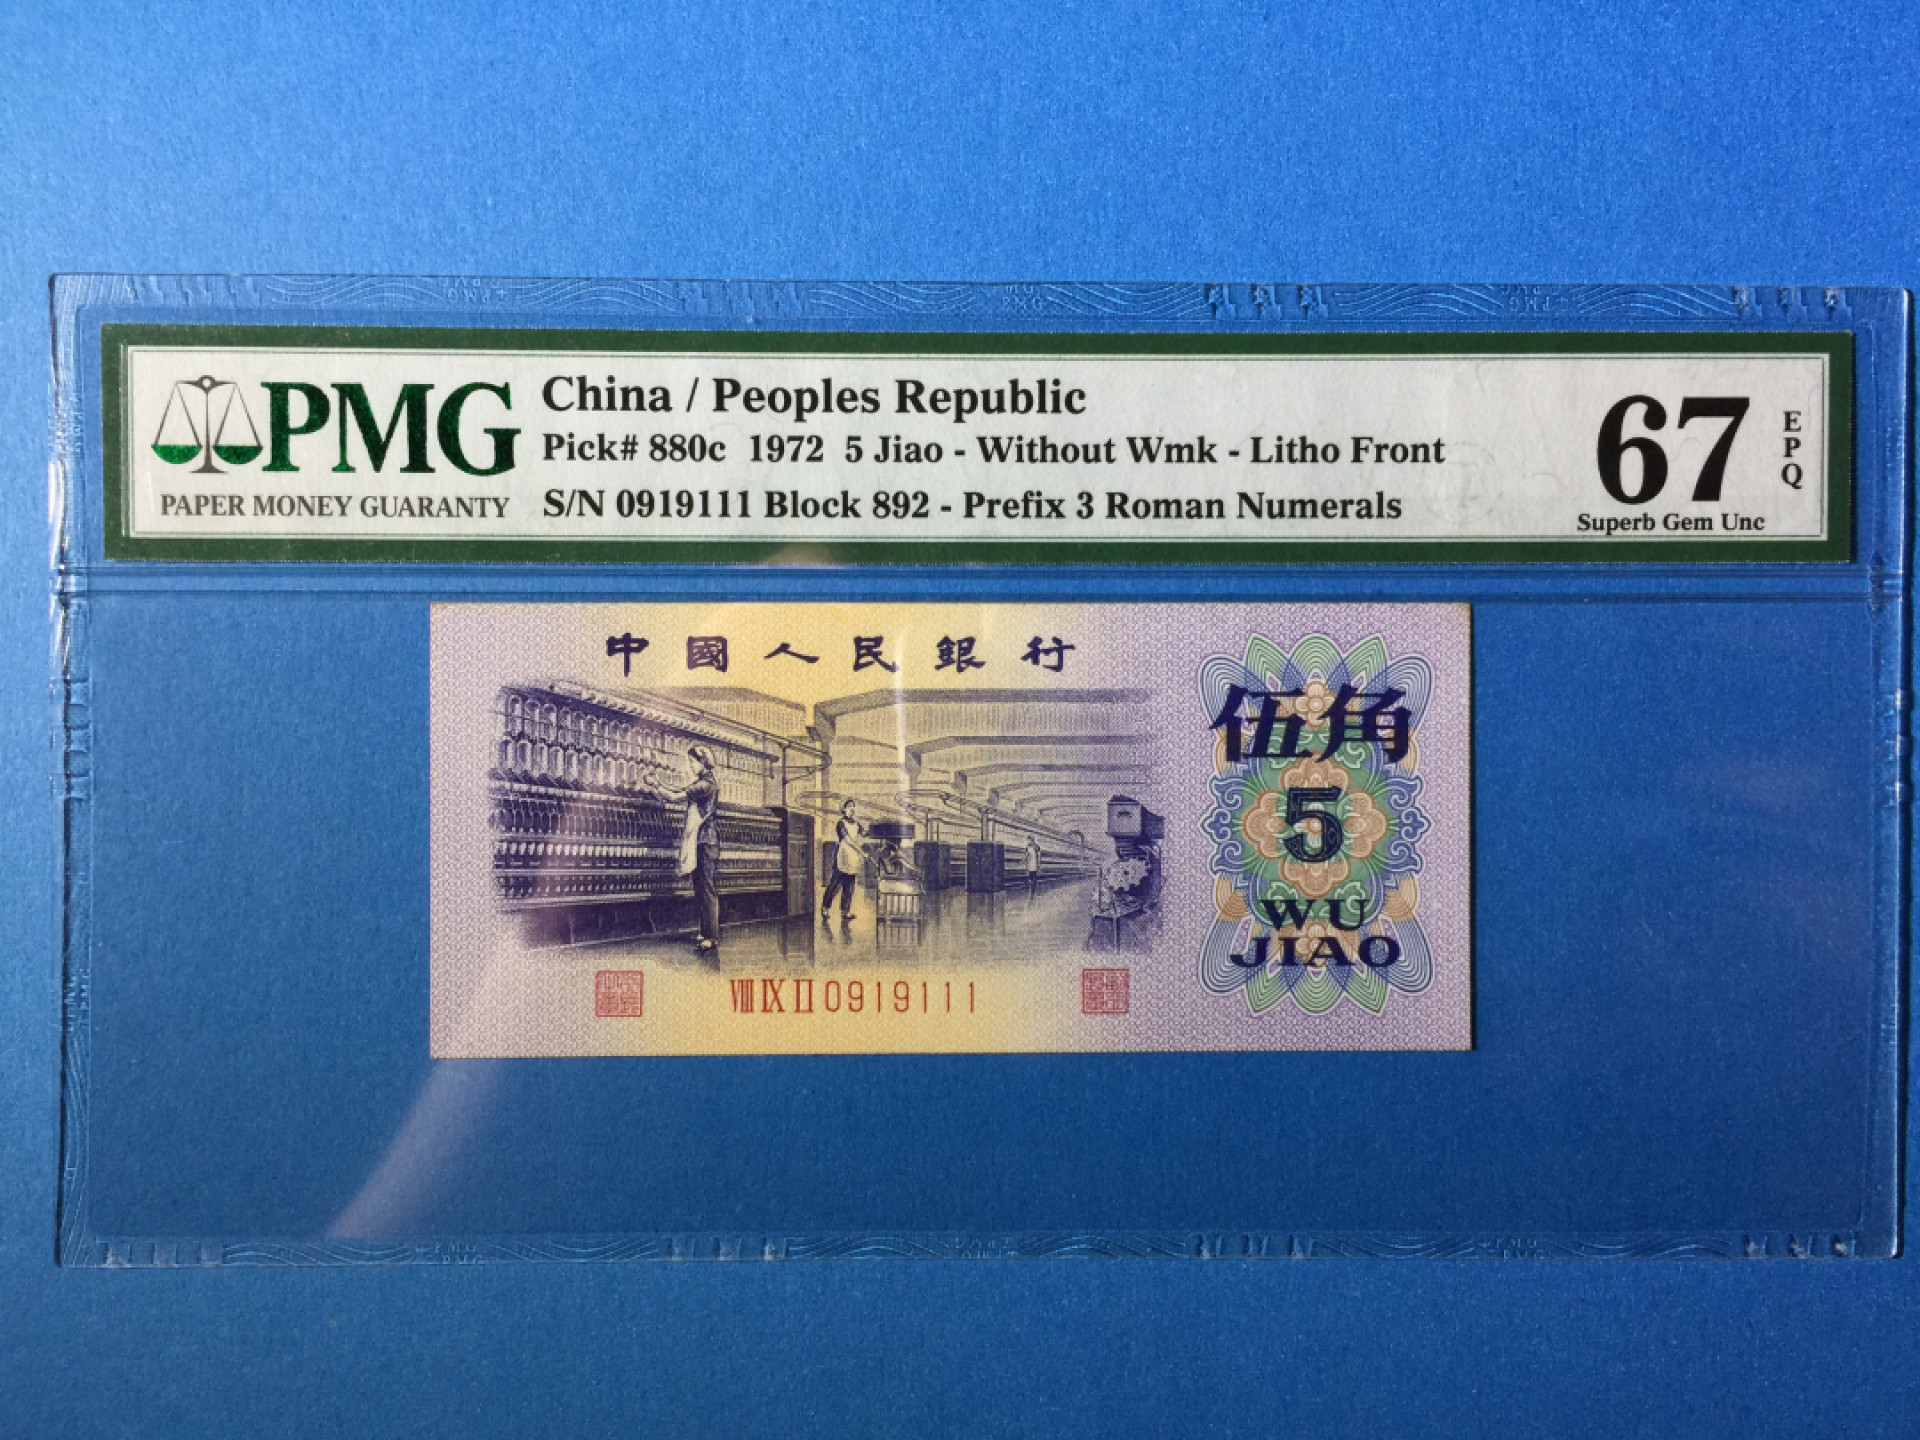 PMG
PAPER MONEY GUARANTY
China / Peoples Republic
Pick# 880c 1972 5 Jiao - Without Wmk - Litho Front
S/N 0919111 Block 892 - Prefix 3 Roman Numerals
67
EPQ
Superb Gem Unc
中國人民銀行
伍角
5
WU
JIAO
VIII IX II 0919111